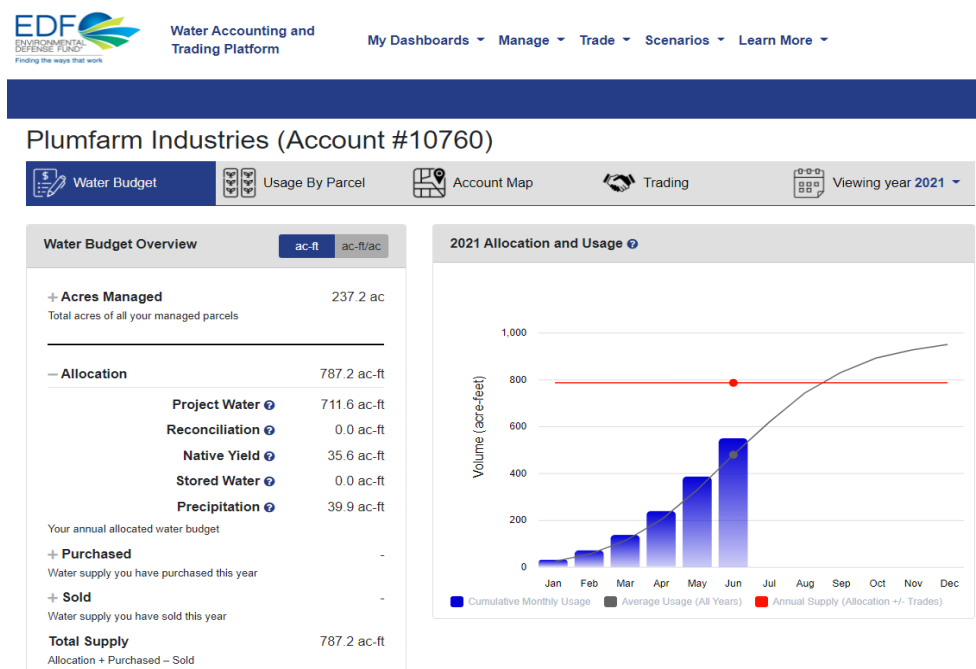 EDF
ENVIRONMENTAL
DEFENSE FUND®
Finding the ways that work
Water Accounting and
Trading Platform
My Dashboards
Manage
Trade
Scenarios
Learn More
Plumfarm Industries (Account #10760)
Water Budget
Usage By Parcel
Account Map
Trading
Viewing year 2021
Water Budget Overview
ac-ft ac-ft/ac
+ Acres Managed 237.2 ac
Total acres of all your managed parcels
− Allocation 787.2 ac-ft
Project Water ? 711.6 ac-ft
Reconciliation ? 0.0 ac-ft
Native Yield ? 35.6 ac-ft
Stored Water ? 0.0 ac-ft
Precipitation ? 39.9 ac-ft
Your annual allocated water budget
+ Purchased -
Water supply you have purchased this year
+ Sold -
Water supply you have sold this year
Total Supply 787.2 ac-ft
Allocation + Purchased – Sold
2021 Allocation and Usage ?
Volume (acre-feet)
1,000
800
600
400
200
0
Jan Feb Mar Apr May Jun Jul Aug Sep Oct Nov Dec
Cumulative Monthly Usage Average Usage (All Years) Annual Supply (Allocation +/- Trades)